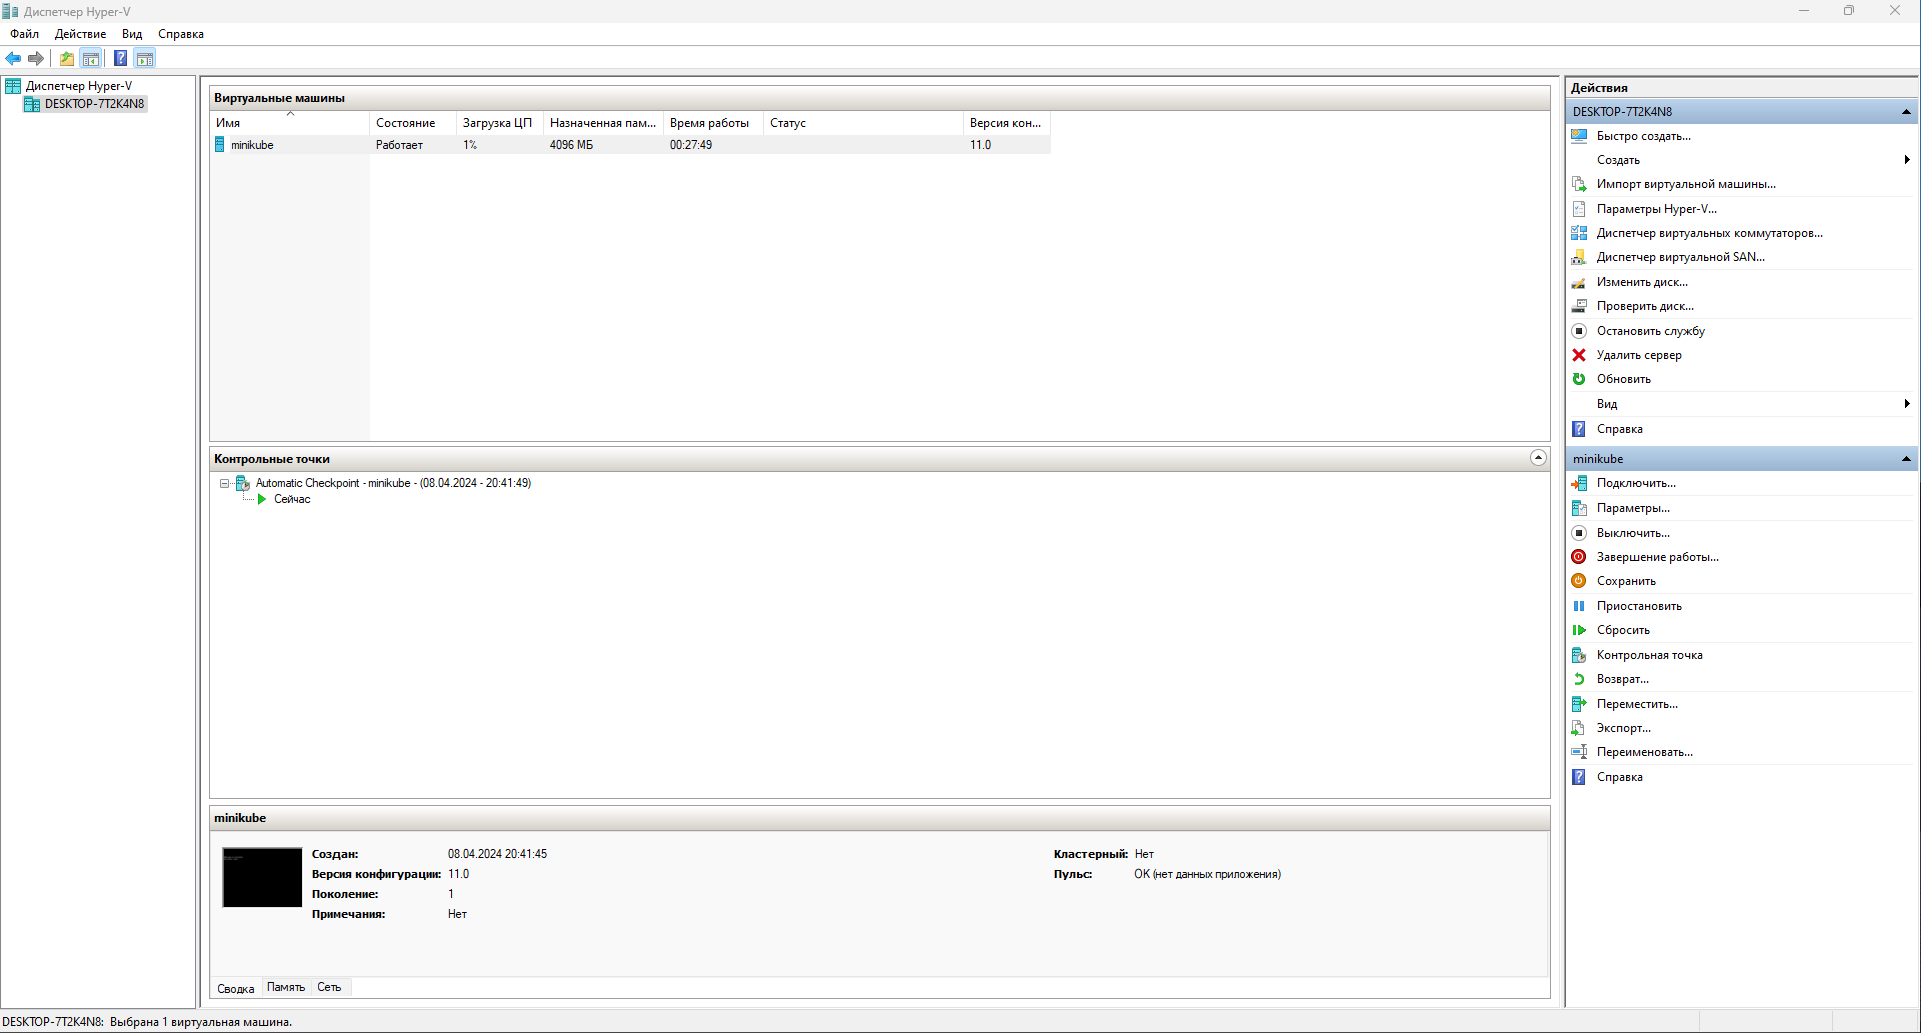 Диспетчер Hyper-V
Файл Действие Вид Справка
Диспетчер Hyper-V
DESKTOP-7T2K4N8
Виртуальные машины
Имя Состояние Загрузка ЦП Назначенная пам... Время работы Статус Версия кон...
minikube Работает 1% 4096 МБ 00:27:49 11.0
Контрольные точки
Automatic Checkpoint - minikube - (08.04.2024 - 20:41:49)
Сейчас
minikube
Создан: 08.04.2024 20:41:45
Версия конфигурации: 11.0
Поколение: 1
Примечания: Нет
Кластерный: Нет
Пульс: OK (нет данных приложения)
Сводка Память Сеть
Действия
DESKTOP-7T2K4N8
Быстро создать...
Создать
Импорт виртуальной машины...
Параметры Hyper-V...
Диспетчер виртуальных коммутаторов...
Диспетчер виртуальной SAN...
Изменить диск...
Проверить диск...
Остановить службу
Удалить сервер
Обновить
Вид
Справка
minikube
Подключить...
Параметры...
Выключить...
Завершение работы...
Сохранить
Приостановить
Сбросить
Контрольная точка
Возврат...
Переместить...
Экспорт...
Переименовать...
Справка
DESKTOP-7T2K4N8: Выбрана 1 виртуальная машина.